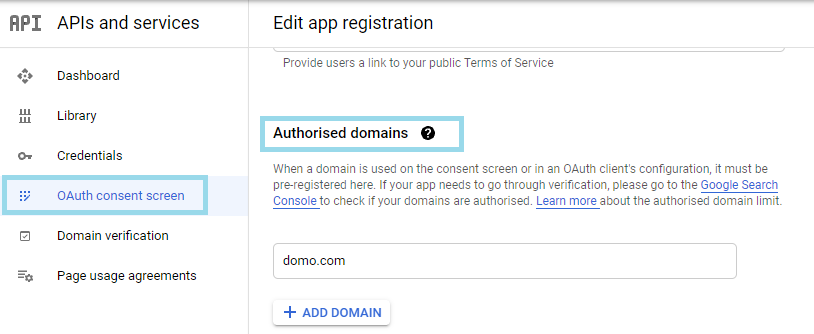 API APIs and services
Edit app registration
Dashboard
Library
Credentials
OAuth consent screen
Domain verification
Page usage agreements
Provide users a link to your public Terms of Service
Authorised domains ?
When a domain is used on the consent screen or in an OAuth client's configuration, it must be
pre-registered here. If your app needs to go through verification, please go to the Google Search
Console to check if your domains are authorised. Learn more about the authorised domain limit.
domo.com
+ ADD DOMAIN